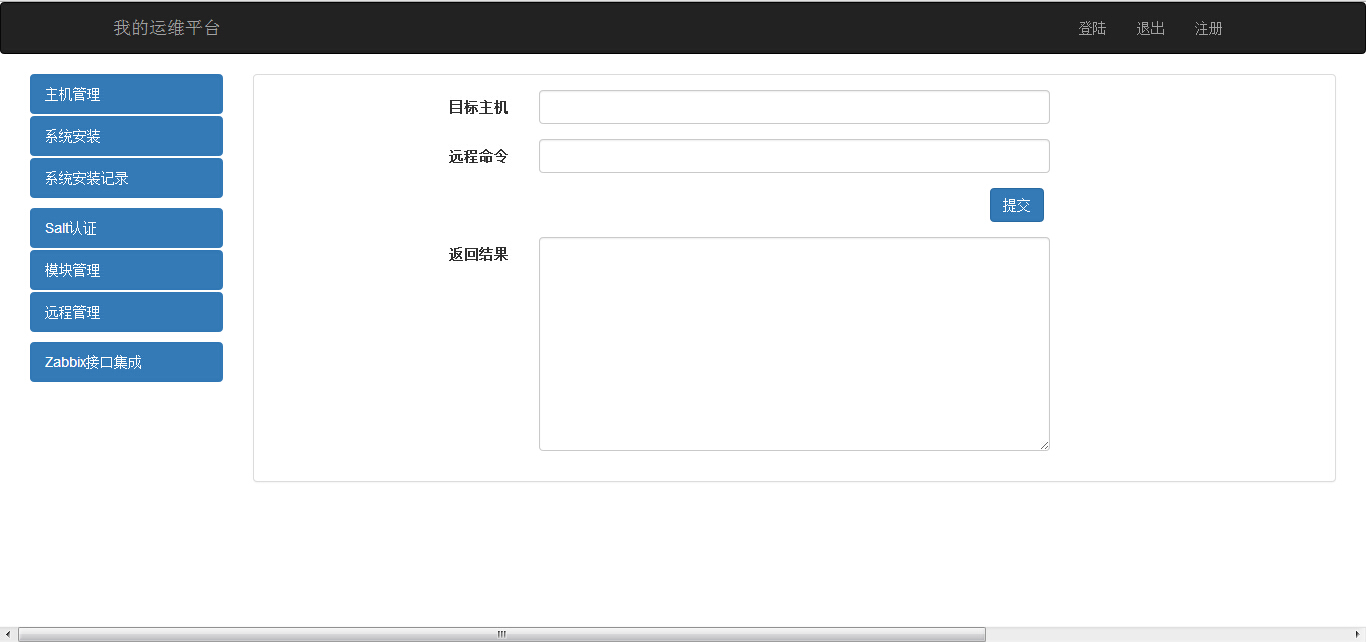 我的运维平台
登陆 退出 注册
主机管理
系统安装
系统安装记录
Salt认证
模块管理
远程管理
Zabbix接口集成
目标主机
远程命令
提交
返回结果